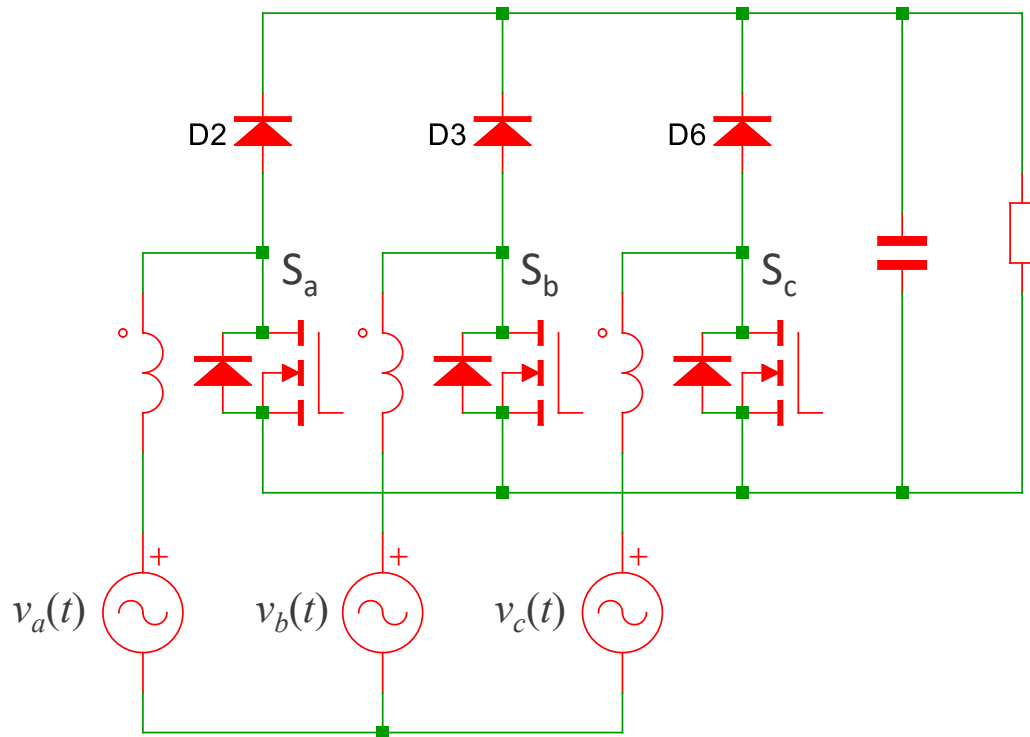 D2
D3
D6
Sa
Sb
Sc
+
+
+
va(t)
vb(t)
vc(t)